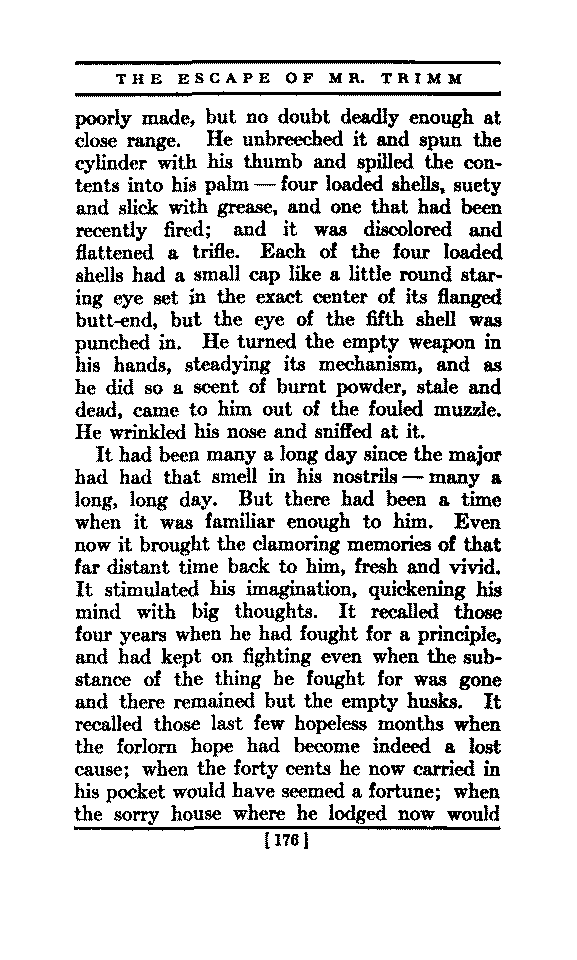 THE ESCAPE OF MR. TRIMM
poorly made, but no doubt deadly enough at
close range. He unbreeched it and spun the
cylinder with his thumb and spilled the con-
tents into his palm — four loaded shells, suety
and slick with grease, and one that had been
recently fired; and it was discolored and
flattened a trifle. Each of the four loaded
shells had a small cap like a little round star-
ing eye set in the exact center of its flanged
butt-end, but the eye of the fifth shell was
punched in. He turned the empty weapon in
his hands, steadying its mechanism, and as
he did so a scent of burnt powder, stale and
dead, came to him out of the fouled muzzle.
He wrinkled his nose and sniffed at it.
It had been many a long day since the major
had had that smell in his nostrils — many a
long, long day. But there had been a time
when it was familiar enough to him. Even
now it brought the clamoring memories of that
far distant time back to him, fresh and vivid.
It stimulated his imagination, quickening his
mind with big thoughts. It recalled those
four years when he had fought for a principle,
and had kept on fighting even when the sub-
stance of the thing he fought for was gone
and there remained but the empty husks. It
recalled those last few hopeless months when
the forlorn hope had become indeed a lost
cause; when the forty cents he now carried in
his pocket would have seemed a fortune; when
the sorry house where he lodged now would
[ 176 ]